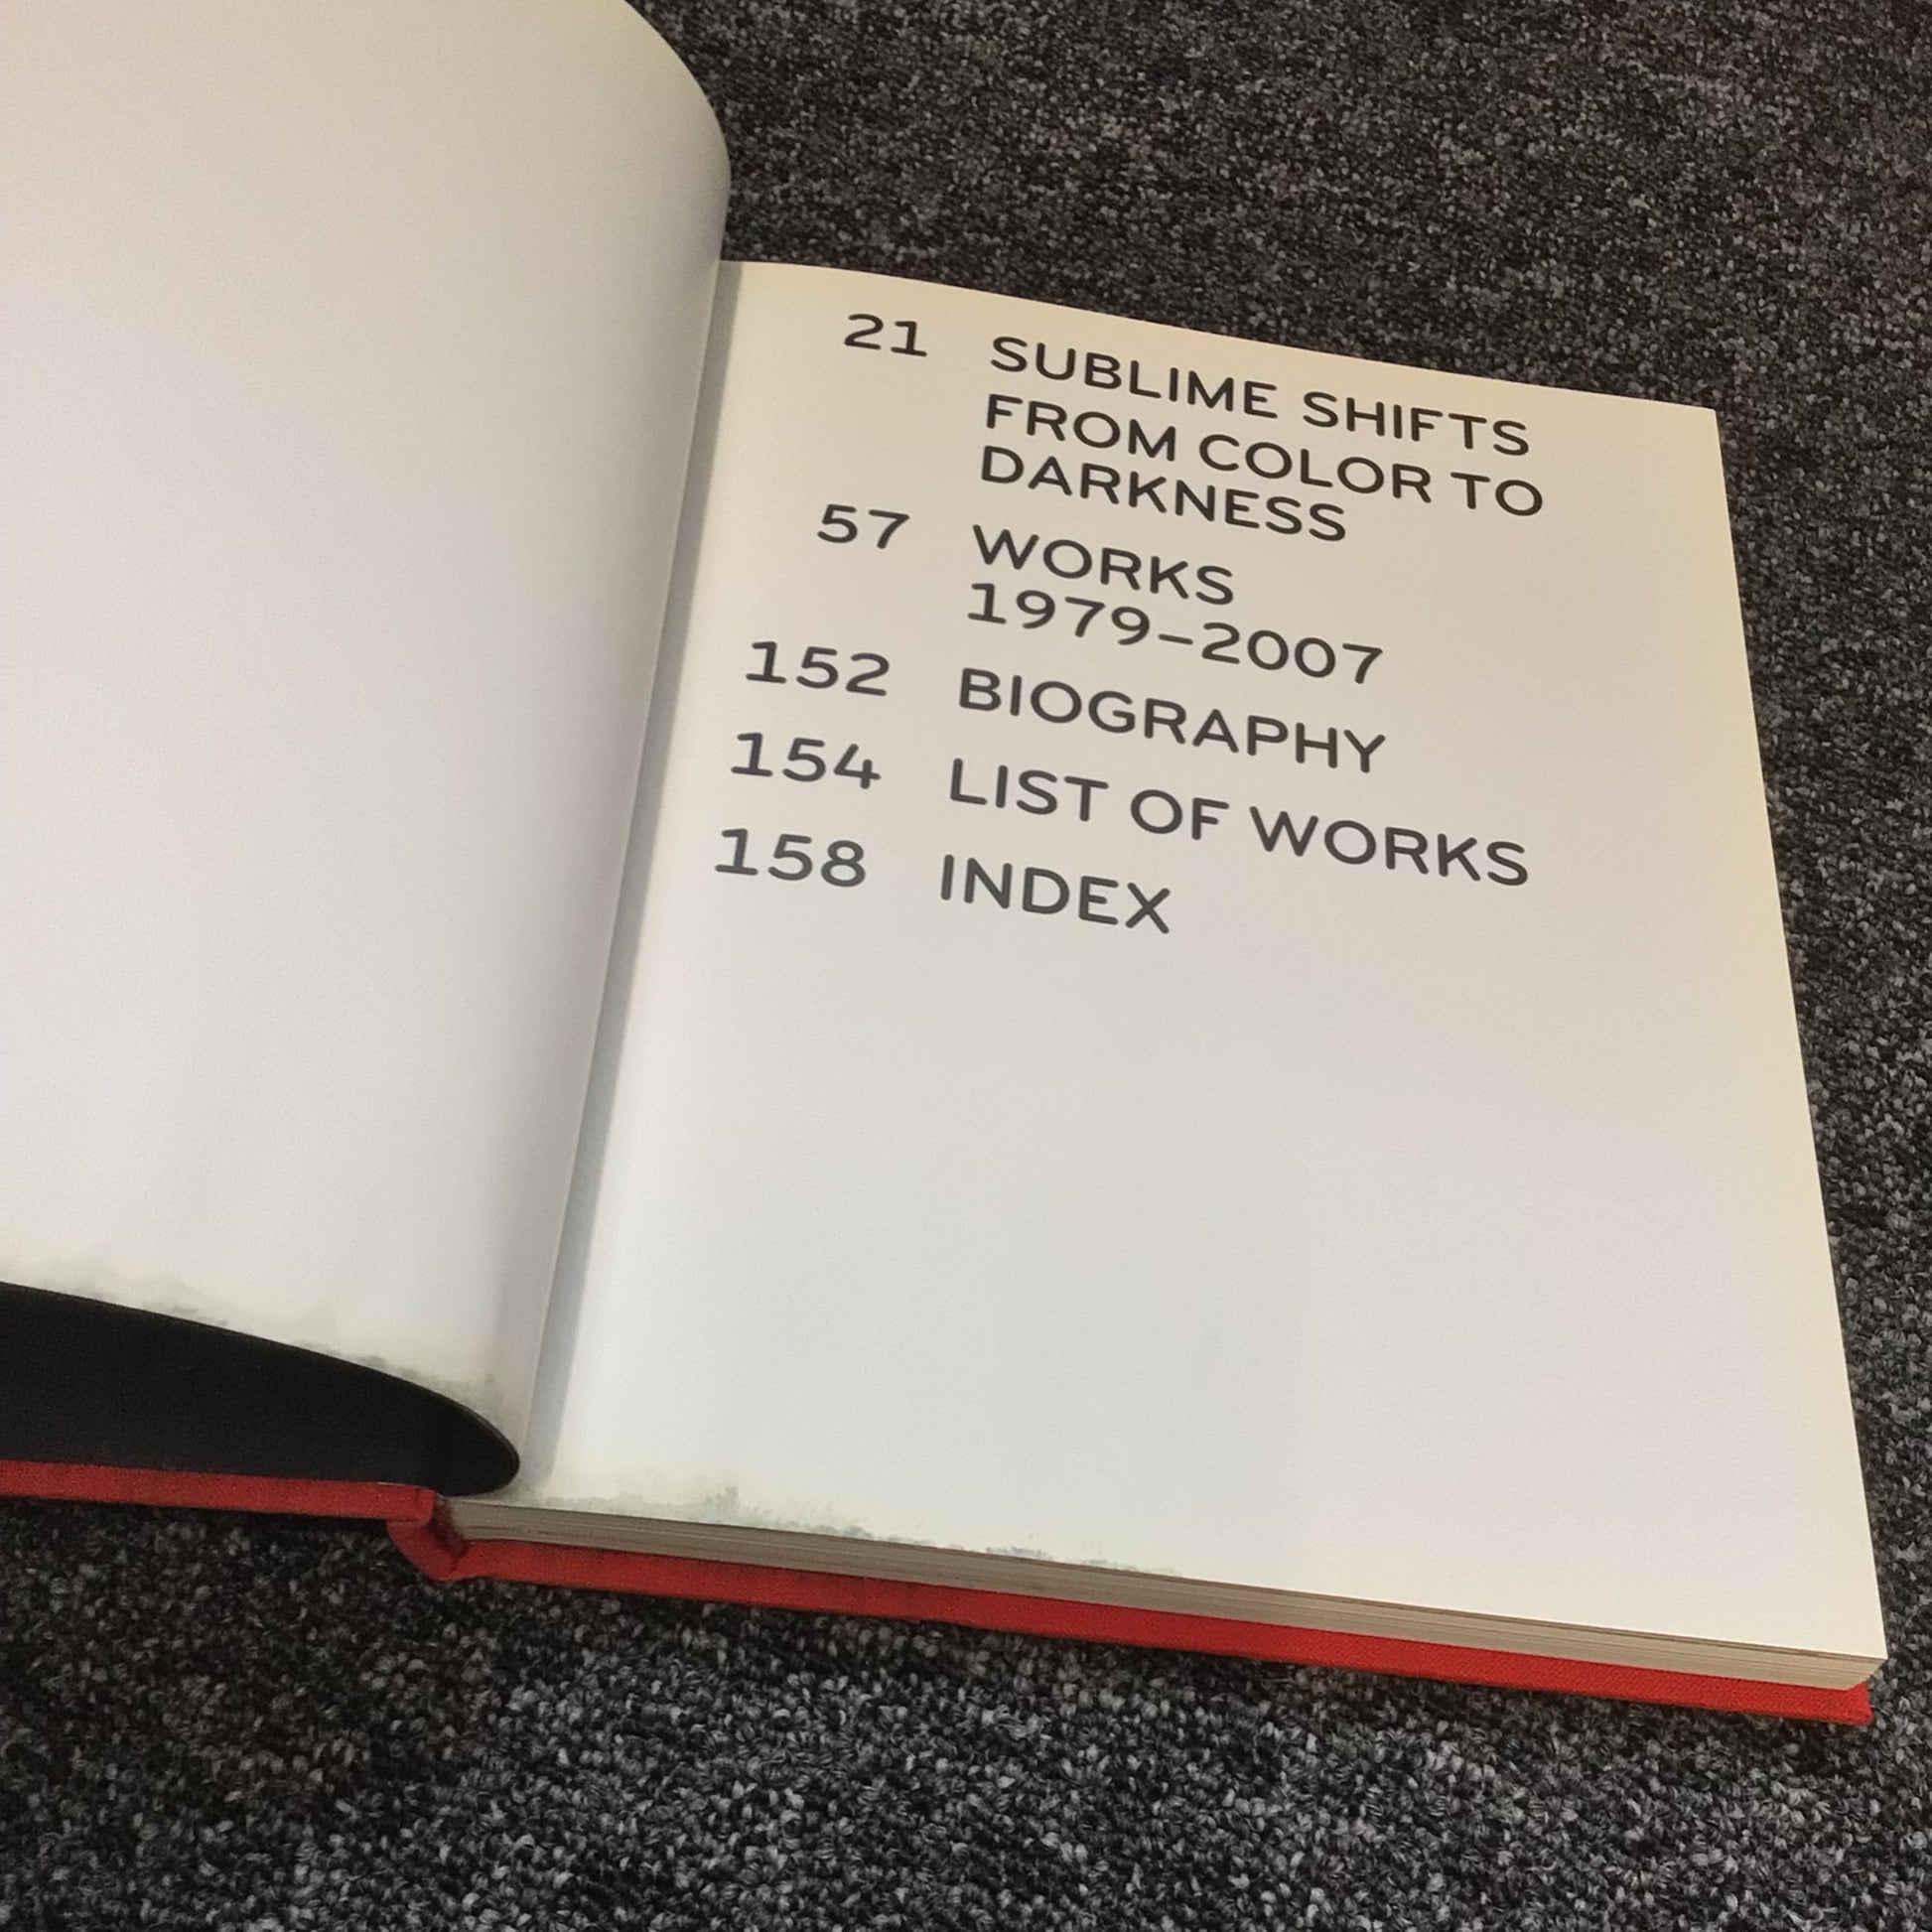 21 SUBLIME SHIFTS
FROM COLOR TO
DARKNESS
57 WORKS
1979–2007
152 BIOGRAPHY
154 LIST OF WORKS
158 INDEX